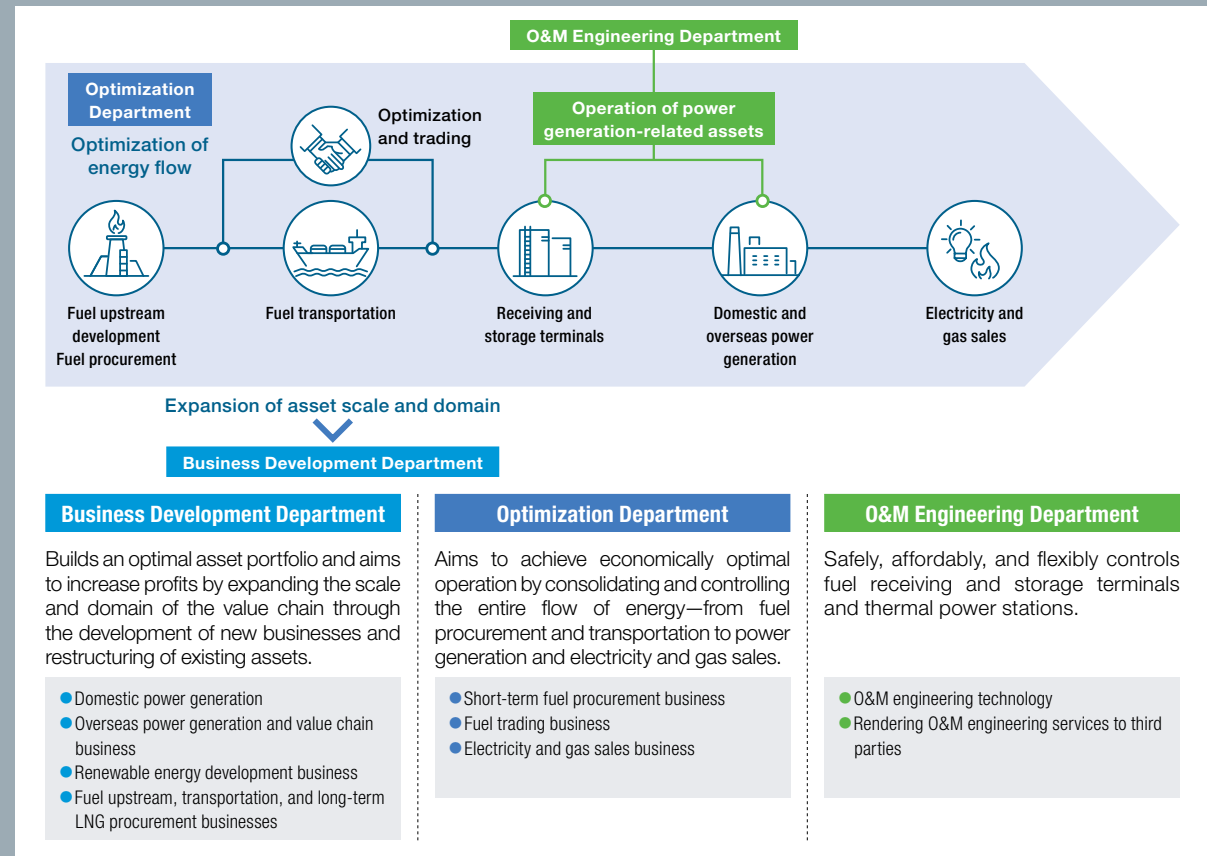 O&M Engineering Department
Optimization
Department
Optimization of
energy flow
Optimization
and trading
Operation of power
generation-related assets
Fuel upstream
development
Fuel procurement
Fuel transportation
Receiving and
storage terminals
Domestic and
overseas power
generation
Electricity and
gas sales
Expansion of asset scale and domain
Business Development Department
Business Development Department
Builds an optimal asset portfolio and aims
to increase profits by expanding the scale
and domain of the value chain through
the development of new businesses and
restructuring of existing assets.
●Domestic power generation
●Overseas power generation and value chain
business
●Renewable energy development business
●Fuel upstream, transportation, and long-term
LNG procurement businesses
Optimization Department
Aims to achieve economically optimal
operation by consolidating and controlling
the entire flow of energy—from fuel
procurement and transportation to power
generation and electricity and gas sales.
●Short-term fuel procurement business
●Fuel trading business
●Electricity and gas sales business
O&M Engineering Department
Safely, affordably, and flexibly controls
fuel receiving and storage terminals
and thermal power stations.
●O&M engineering technology
●Rendering O&M engineering services to third
parties